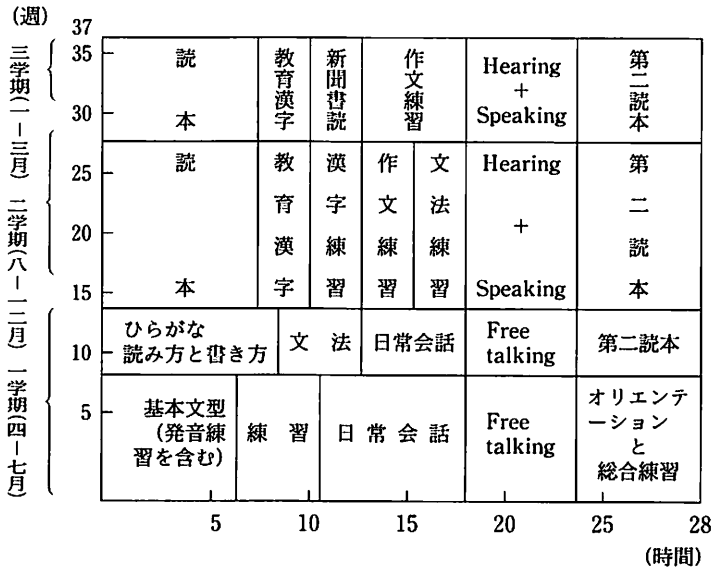 (週)
37
35
30
25
20
15
10
5
三学期(一ー三月)
二学期(八ー一二月)
一学期(四ー七月)
読本
教育漢字
新聞書読
作文練習
Hearing
+
Speaking
第二読本
読本
教育漢字
漢字練習
作文練習
文法練習
Hearing
+
Speaking
第二読本
ひらがな
読み方と書き方
文法
日常会話
Free
talking
第二読本
基本文型
(発音練
習を含む)
練習
日常会話
Free
talking
オリエンテ
ーション
と
総合練習
5
10
15
20
25
28
(時間)